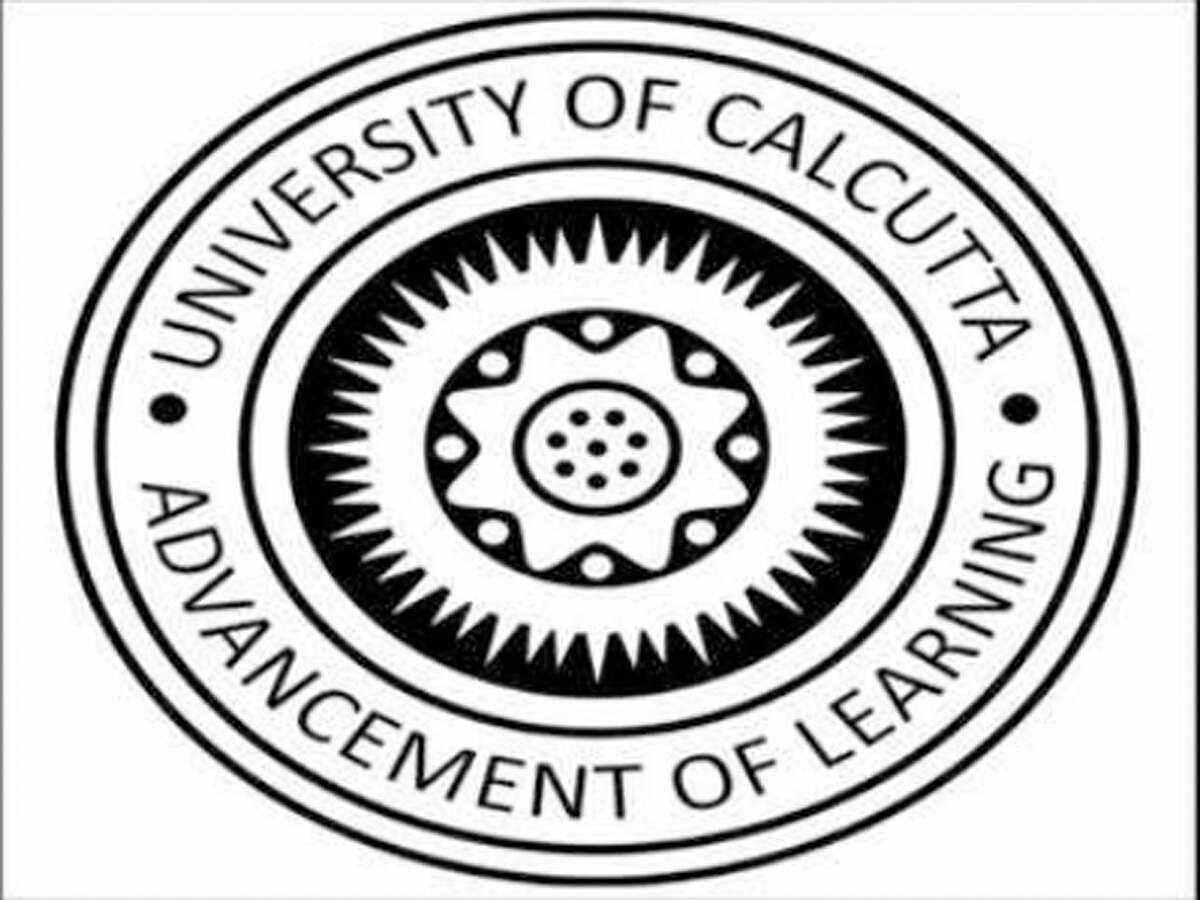 UNIVERSITY OF CALCUTTA
ADVANCEMENT OF LEARNING